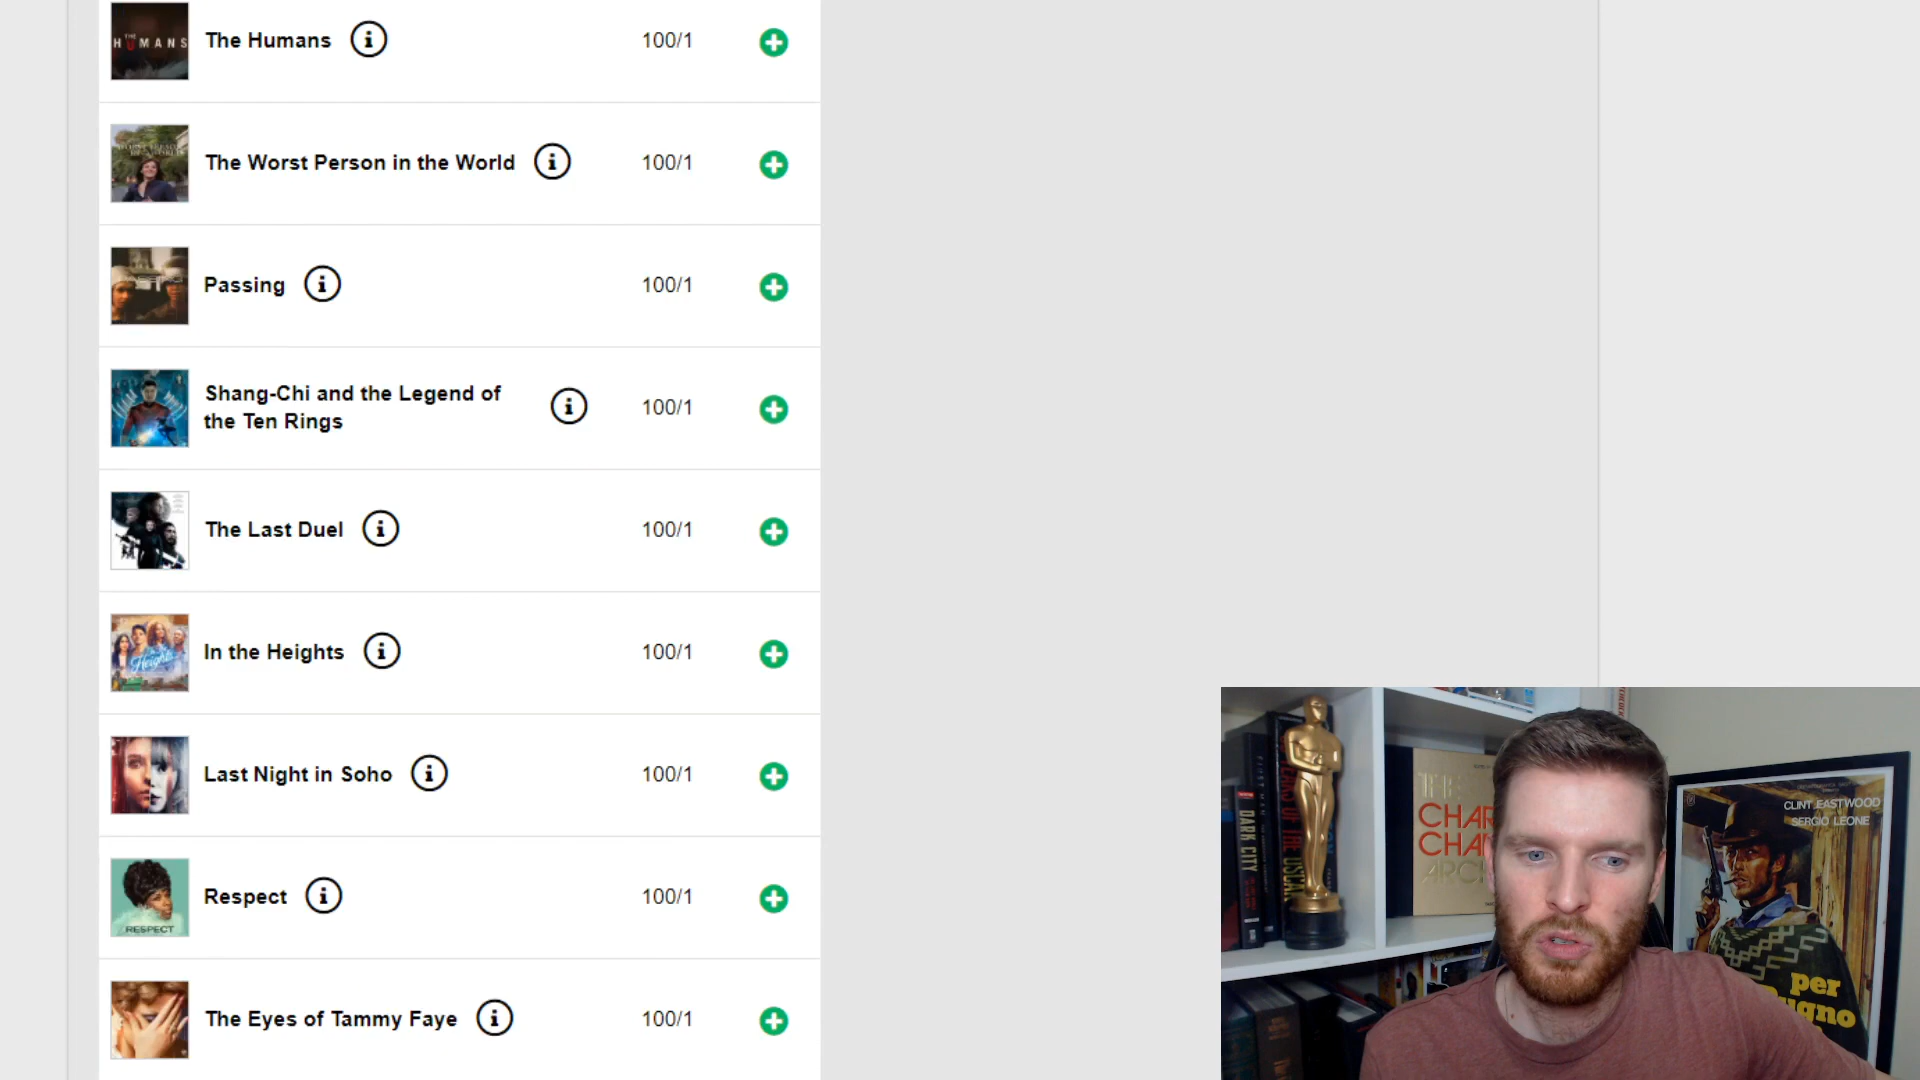 THE
HUMANS
The Humans
100/1
The Worst Person in the World
100/1
Passing
100/1
Shang-Chi and the Legend of
the Ten Rings
100/1
The Last Duel
100/1
Heights
In the Heights
100/1
Last Night in Soho
100/1
RESPECT
Respect
100/1
The Eyes of Tammy Faye
100/1
DARK CITY
CLINT EASTWOOD
SERGIO LEONE
per